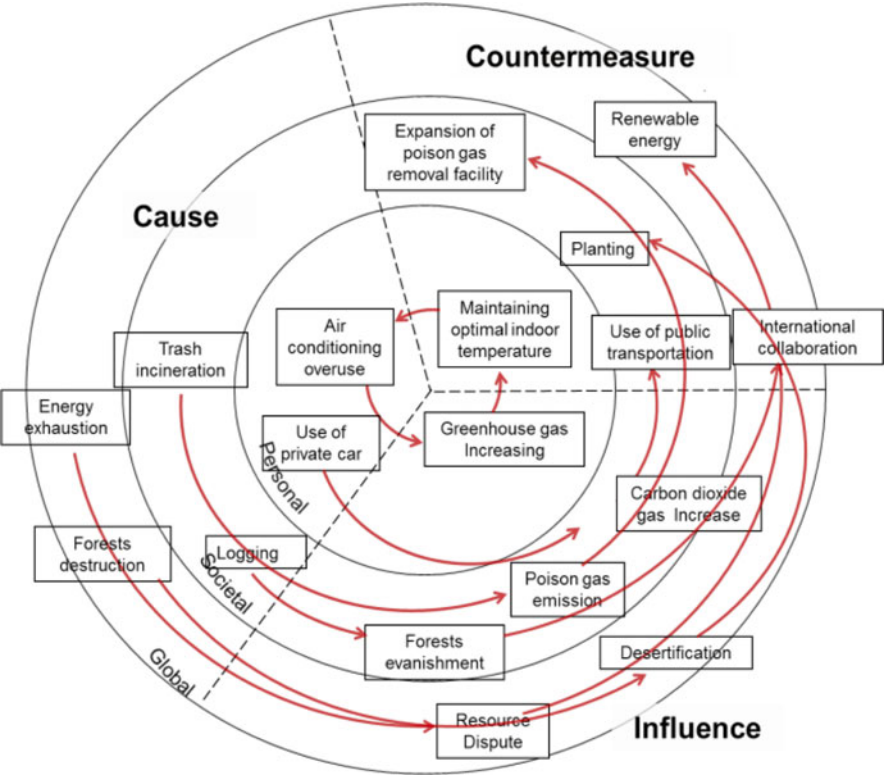 Countermeasure
Renewable
energy
Expansion of
poison gas
removal facility
Cause
Planting
Air
conditioning
overuse
Maintaining
optimal indoor
temperature
Use of public
transportation
International
collaboration
Trash
incineration
Energy
exhaustion
Use of
private car
Greenhouse gas
Increasing
Personal
Carbon dioxide
gas Increase
Forests
destruction
Logging
Societal
Poison gas
emission
Forests
evanishment
Desertification
Global
Resource
Dispute
Influence